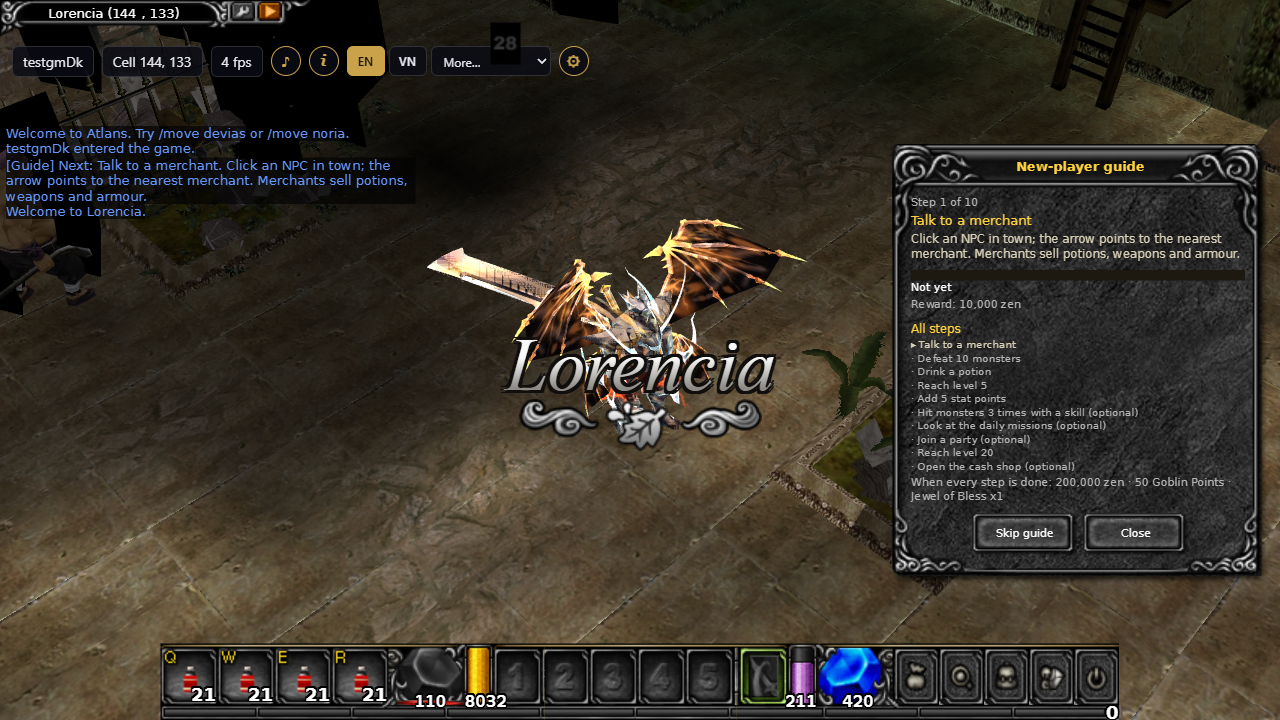 Lorencia (144 , 133)
testgmDk
Cell 144, 133
4 fps
EN
VN
More...
28
Welcome to Atlans. Try /move devias or /move noria.
testgmDk entered the game.
[Guide] Next: Talk to a merchant. Click an NPC in town; the
arrow points to the nearest merchant. Merchants sell potions,
weapons and armour.
Welcome to Lorencia.
Lorencia
New-player guide
Step 1 of 10
Talk to a merchant
Click an NPC in town; the arrow points to the nearest
merchant. Merchants sell potions, weapons and armour.
Not yet
Reward: 10,000 zen
All steps
▸ Talk to a merchant
· Defeat 10 monsters
· Drink a potion
· Reach level 5
· Add 5 stat points
· Hit monsters 3 times with a skill (optional)
· Look at the daily missions (optional)
· Join a party (optional)
· Reach level 20
· Open the cash shop (optional)
When every step is done: 200,000 zen · 50 Goblin Points ·
Jewel of Bless x1
Skip guide
Close
Q W E R
21 21 21 21 110 8032 1 2 3 4 5 211 420
0